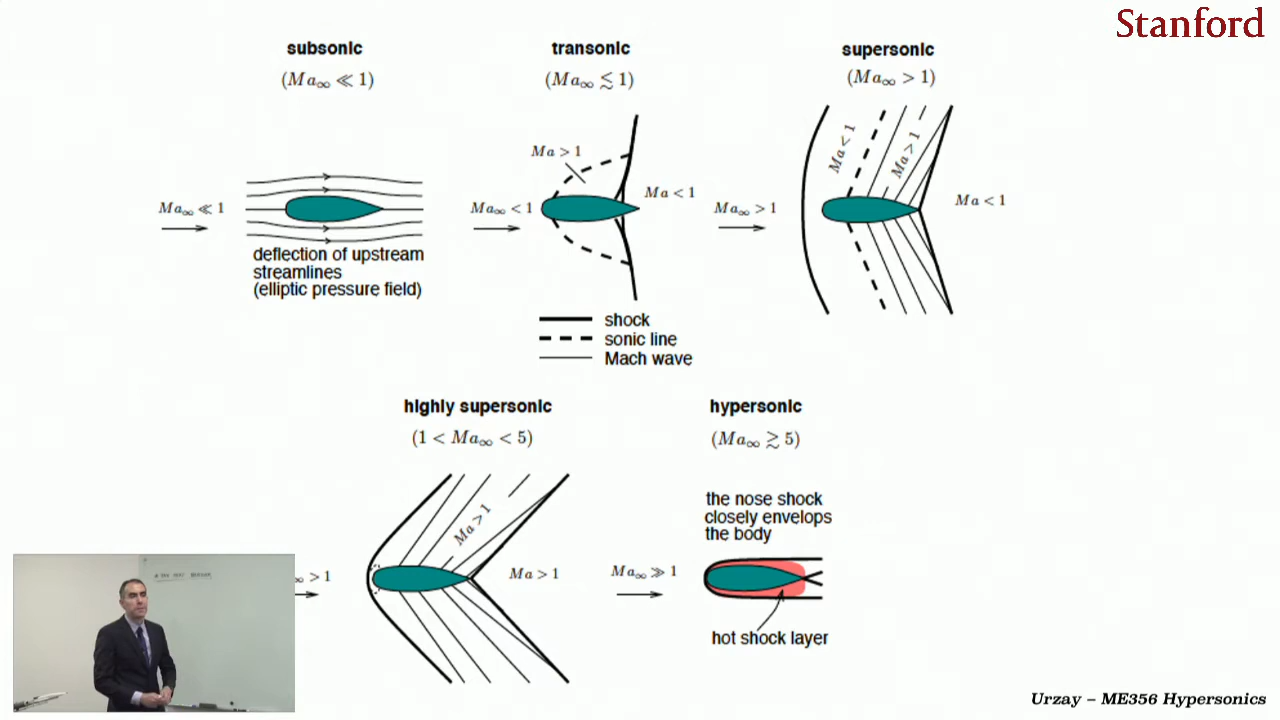 Stanford
subsonic
(Ma∞ ≪ 1)
transonic
(Ma∞ ≲ 1)
supersonic
(Ma∞ > 1)
Ma∞ ≪ 1
deflection of upstream
streamlines
(elliptic pressure field)
Ma > 1
Ma∞ < 1
Ma < 1
shock
sonic line
Mach wave
Ma∞ > 1
Ma < 1
Ma > 1
Ma < 1
highly supersonic
(1 < Ma∞ < 5)
hypersonic
(Ma∞ ≳ 5)
∞ > 1
Ma > 1
Ma > 1
the nose shock
closely envelops
the body
Ma∞ ≫ 1
hot shock layer
Urzay – ME356 Hypersonics